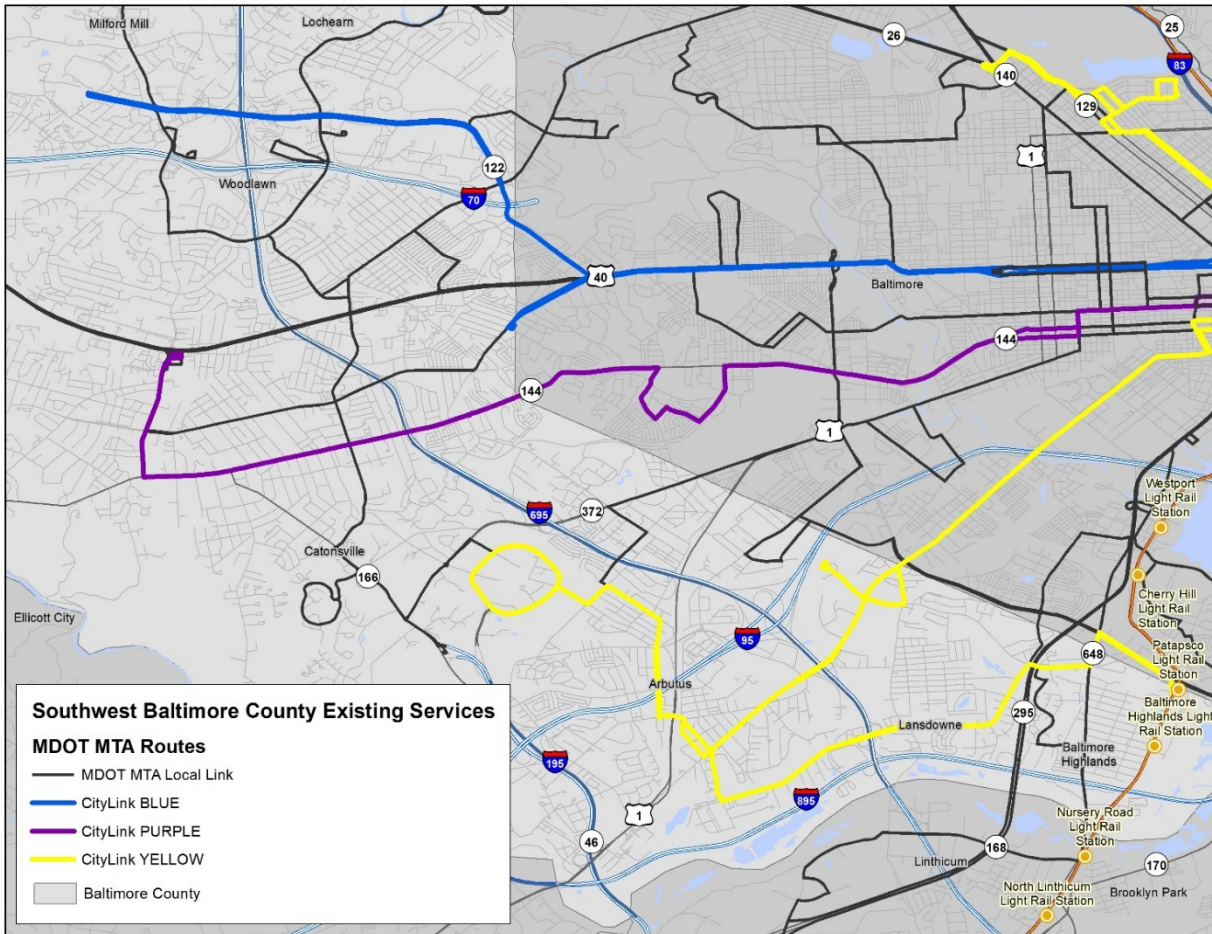 Milford Mill
Lochearn
26
25
83
140
129
1
122
Woodlawn
70
40
Baltimore
144
144
1
695
372
Westport
Light Rail
Station
Catonsville
166
Cherry Hill
Light Rail
Station
Ellicott City
95
648
Patapsco
Light Rail
Station
Arbutus
Baltimore
Highlands Light
Rail Station
Lansdowne
295
Baltimore
Highlands
195
895
1
46
Nursery Road
Light Rail
Station
168
Linthicum
170
Brooklyn Park
North Linthicum
Light Rail Station
Southwest Baltimore County Existing Services
MDOT MTA Routes
MDOT MTA Local Link
CityLink BLUE
CityLink PURPLE
CityLink YELLOW
Baltimore County